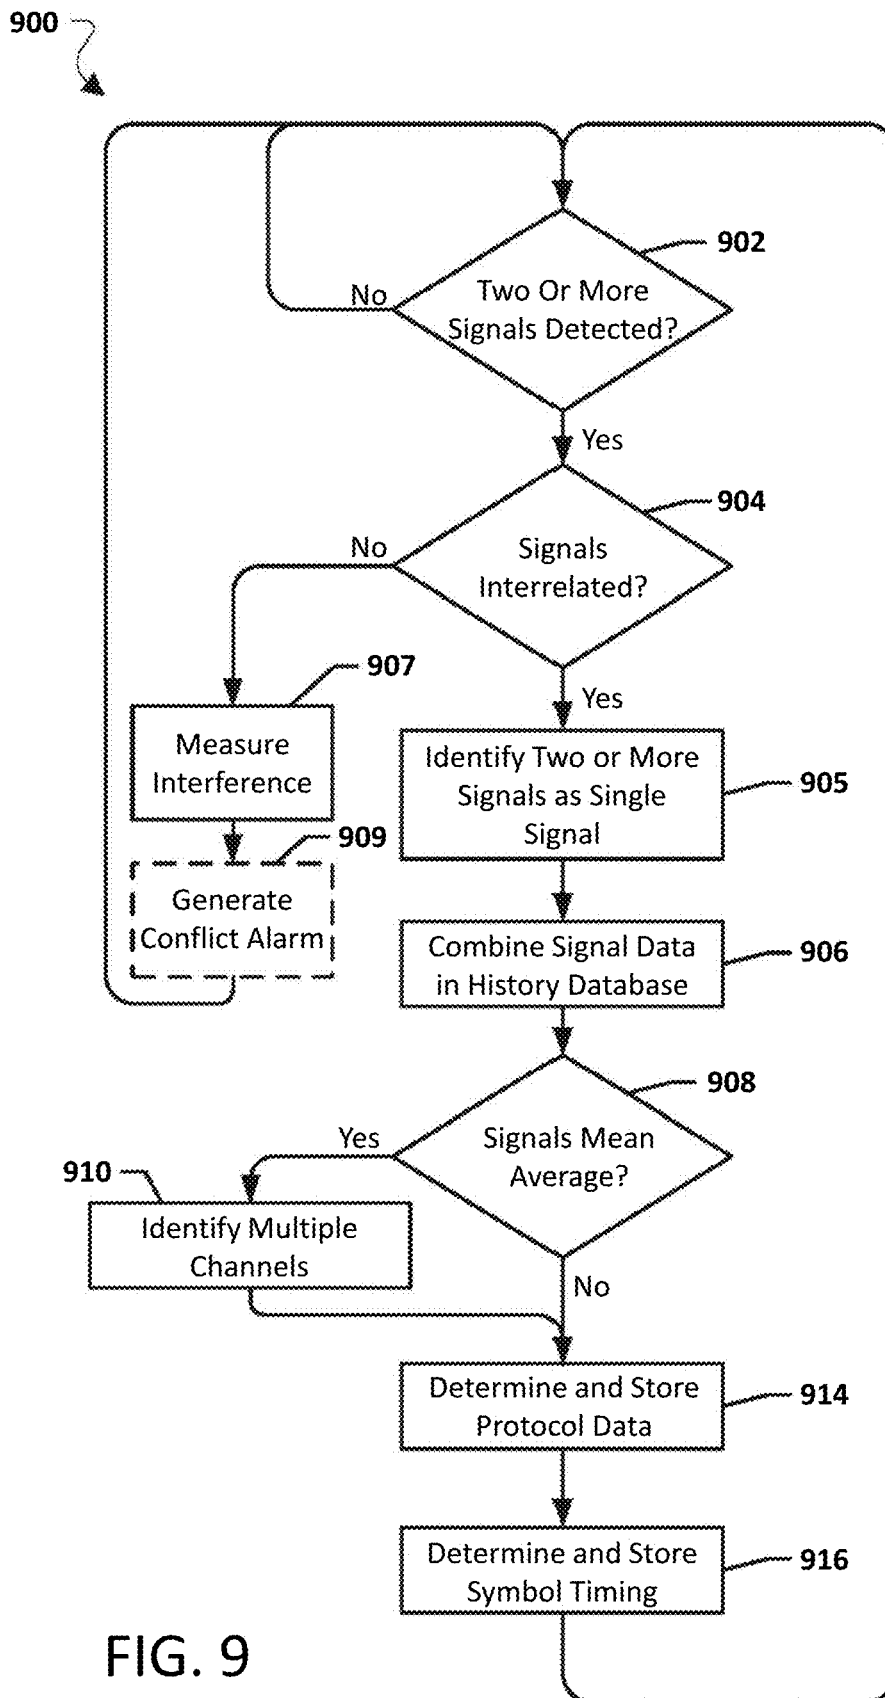 900
902
Two Or More
Signals Detected?
No
Yes
904
Signals
Interrelated?
No
Yes
907
Measure
Interference
905
Identify Two or More
Signals as Single
Signal
909
Generate
Conflict Alarm
906
Combine Signal Data
in History Database
908
Signals Mean
Average?
Yes
No
910
Identify Multiple
Channels
914
Determine and Store
Protocol Data
916
Determine and Store
Symbol Timing
FIG. 9